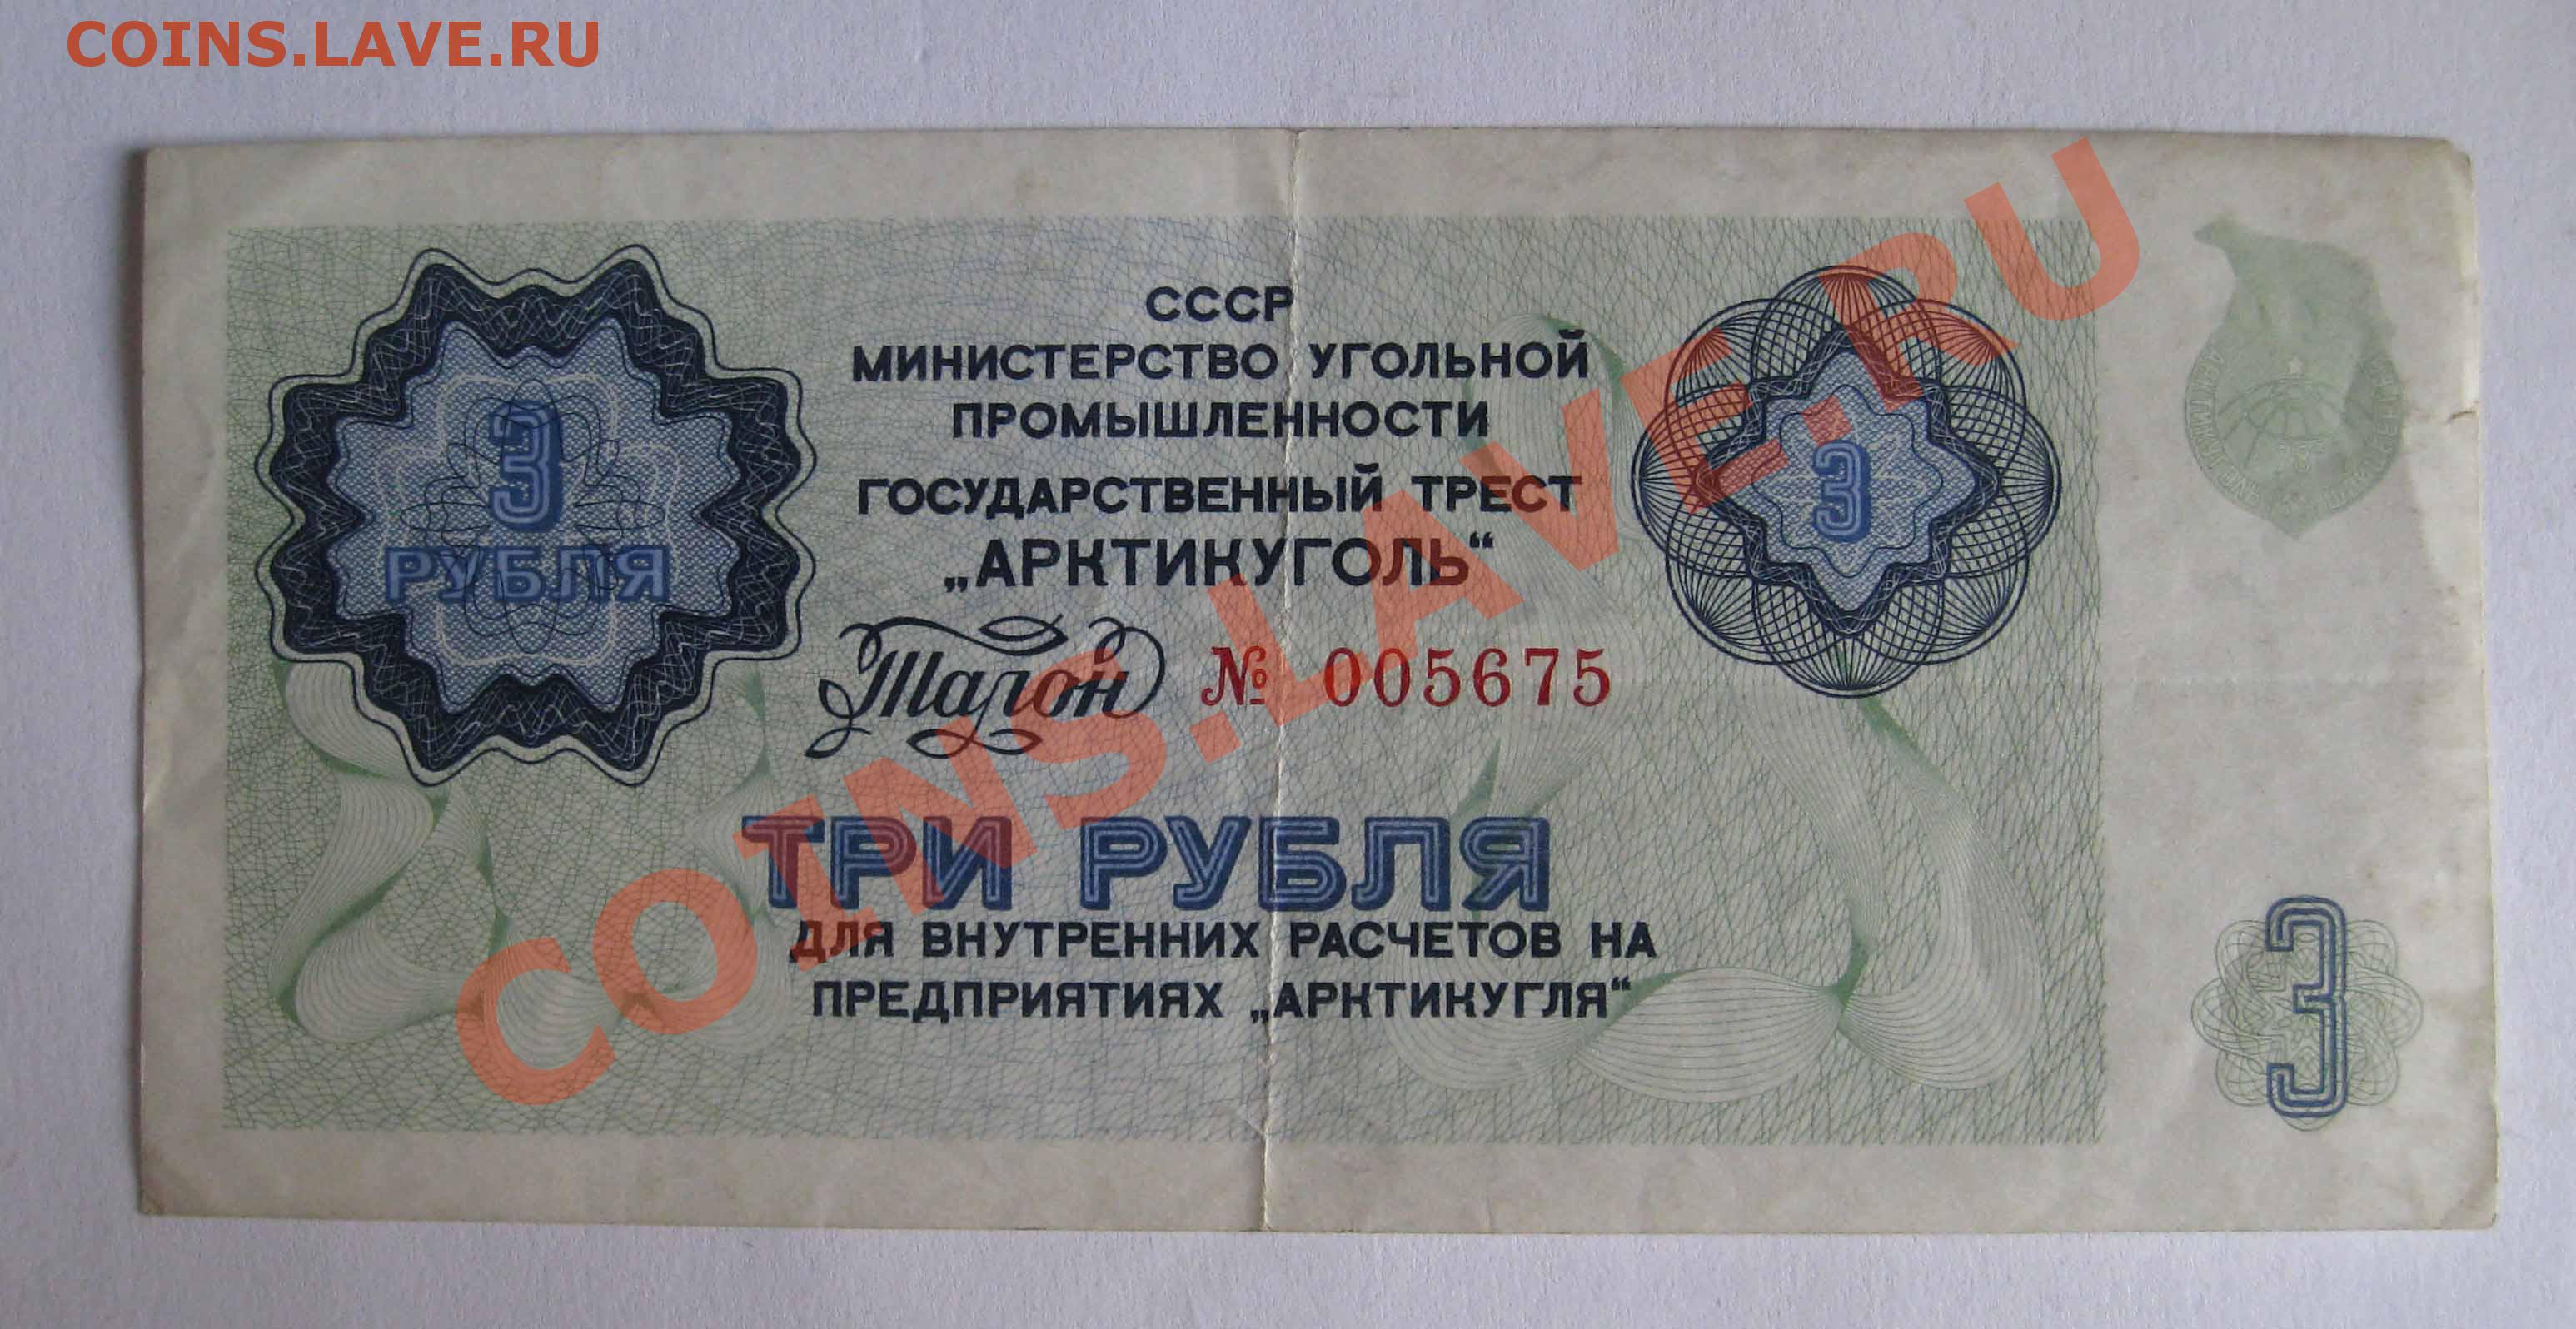 COINS.LAVE.RU
СССР
МИНИСТЕРСТВО УГОЛЬНОЙ
ПРОМЫШЛЕННОСТИ
ГОСУДАРСТВЕННЫЙ ТРЕСТ
„АРКТИКУГОЛЬ“
Талон № 005675
3
РУБЛЯ
3
ТРИ РУБЛЯ
ДЛЯ ВНУТРЕННИХ РАСЧЕТОВ НА
ПРЕДПРИЯТИЯХ „АРКТИКУГЛЯ“
3
COINS.LAVE.RU